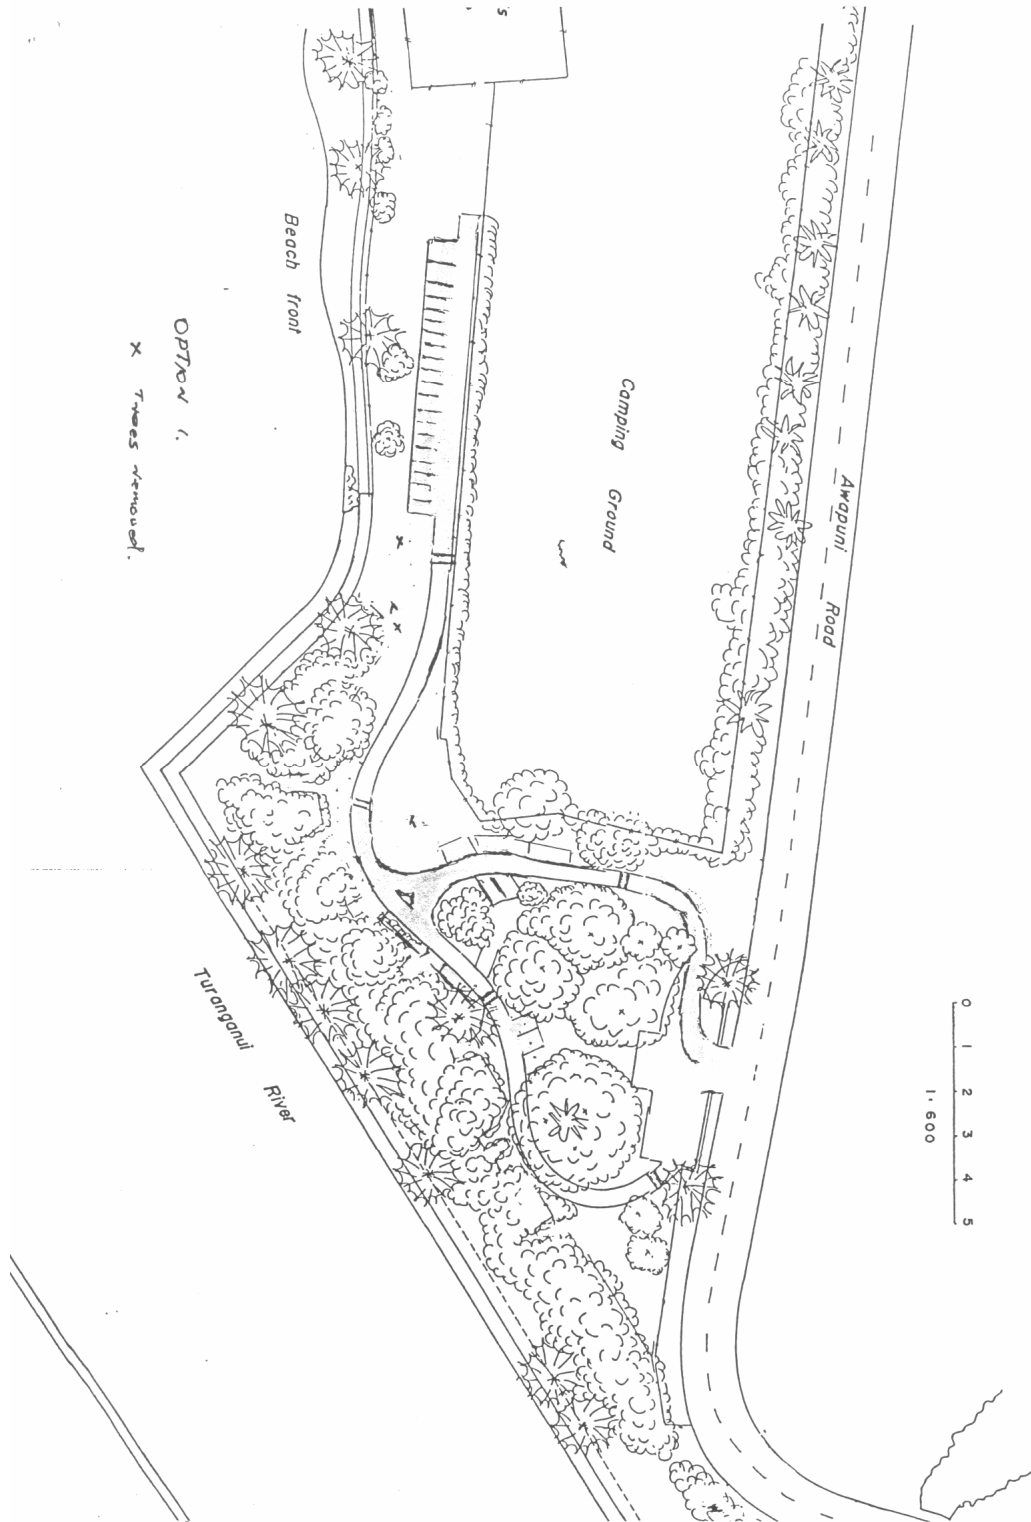 Beach front
OPTION 1.
x Trees removed.
Camping Ground
Awapuni Road
Turanganui River
0 1 2 3 4 5
1:600